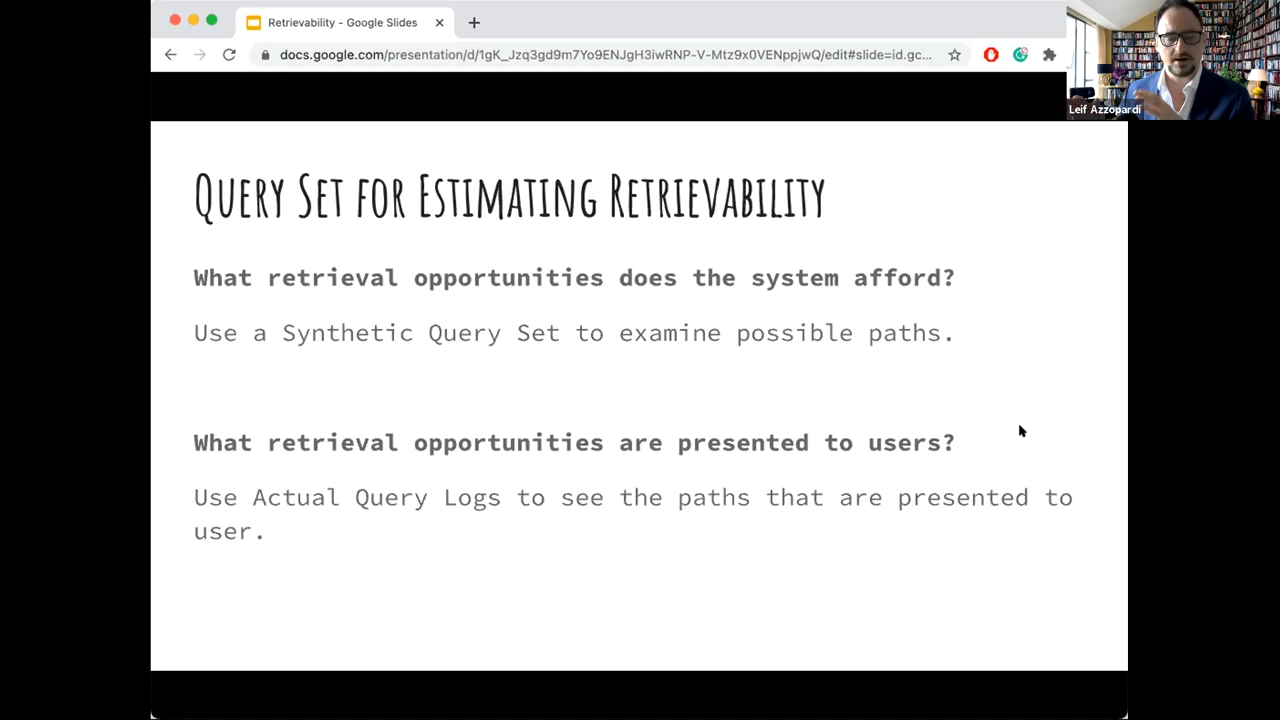 Retrievability - Google Slides
docs.google.com/presentation/d/1gK_Jzq3gd9m7Yo9ENJgH3iwRNP-V-Mtz9x0VENppjwQ/edit#slide=id.gc...
Leif Azzopardi
Query Set for Estimating Retrievability
What retrieval opportunities does the system afford?
Use a Synthetic Query Set to examine possible paths.
What retrieval opportunities are presented to users?
Use Actual Query Logs to see the paths that are presented to
user.